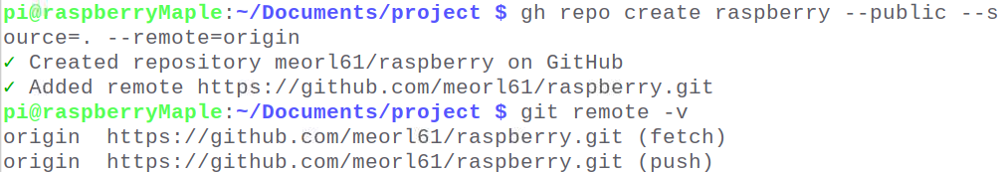 pi@raspberryMaple:~/Documents/project $ gh repo create raspberry --public --s
ource=. --remote=origin
✓ Created repository meorl61/raspberry on GitHub
✓ Added remote https://github.com/meorl61/raspberry.git
pi@raspberryMaple:~/Documents/project $ git remote -v
origin  https://github.com/meorl61/raspberry.git (fetch)
origin  https://github.com/meorl61/raspberry.git (push)